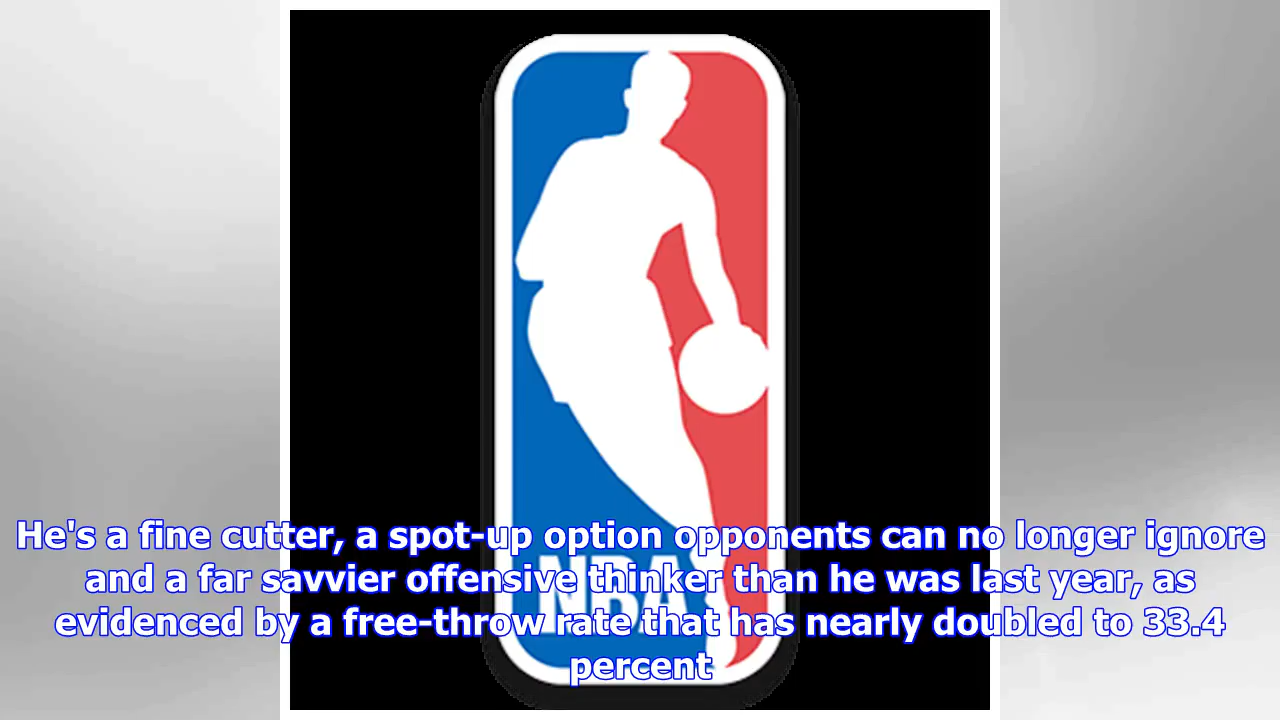 He's a fine cutter, a spot-up option opponents can no longer ignore
and a far savvier offensive thinker than he was last year, as
evidenced by a free-throw rate that has nearly doubled to 33.4
percent
NBA